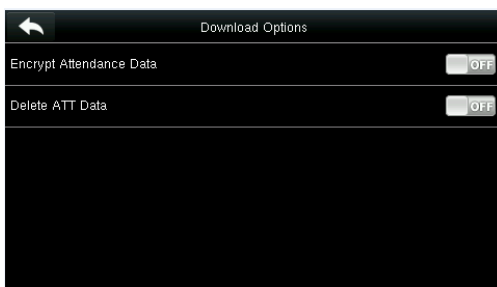 Download Options
Encrypt Attendance Data OFF
Delete ATT Data OFF